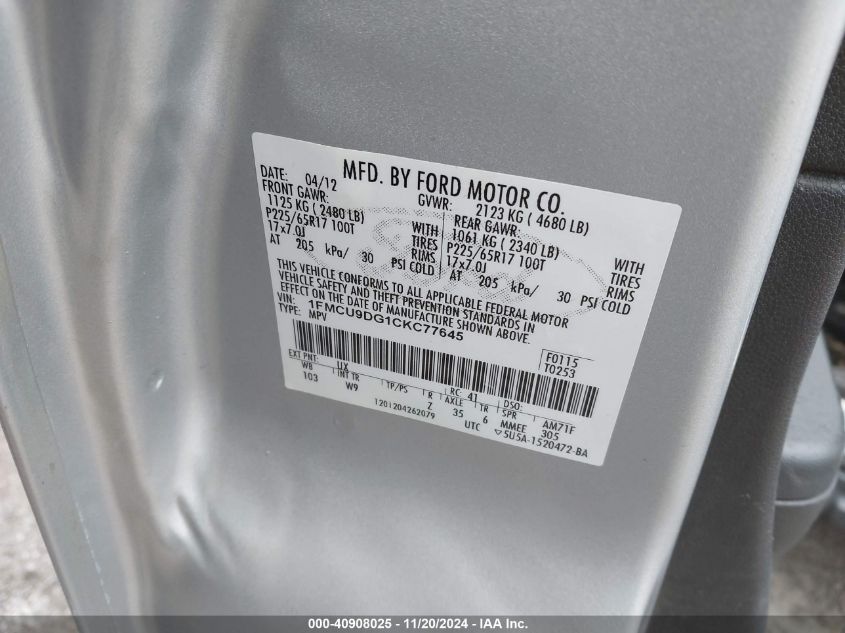 MFD. BY FORD MOTOR CO.
DATE: 04/12 GVWR: 2123 KG ( 4680 LB)
FRONT GAWR: REAR GAWR:
1125 KG ( 2480 LB) WITH 1061 KG ( 2340 LB) WITH
P225/65R17 100T TIRES P225/65R17 100T TIRES
17x7.0J RIMS 17x7.0J RIMS
AT 205 kPa/ 30 PSI COLD AT 205 kPa/ 30 PSI COLD
THIS VEHICLE CONFORMS TO ALL APPLICABLE FEDERAL MOTOR
VEHICLE SAFETY AND THEFT PREVENTION STANDARDS IN
EFFECT ON THE DATE OF MANUFACTURE SHOWN ABOVE.
VIN: 1FMCU9DG1CKC77645
TYPE: MPV
F0115
T0253
EXT PNT: UX RC: 41 DSO:
WB INT TR TP/PS R AXLE TR SPR AM71F
103 W9 Z 35 6 MMEE 305
1201204262079 UTC ▽5U5A-1520472-BA
000-40908025 - 11/20/2024 - IAA Inc.